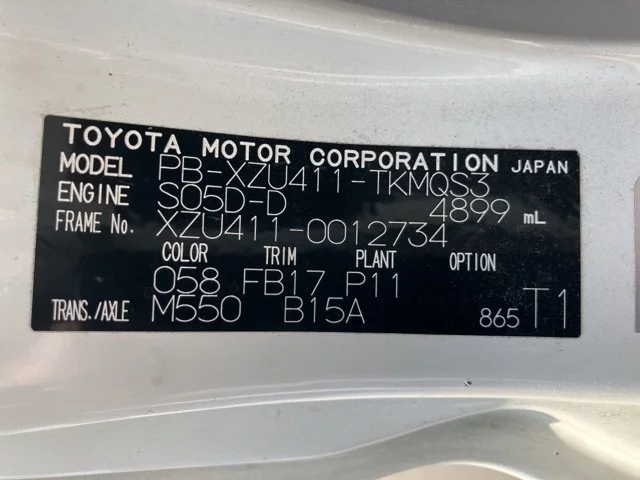 TOYOTA MOTOR CORPORATION JAPAN
MODEL PB-XZU411-TKMQS3
ENGINE S05D-D 4899 mL
FRAME No. XZU411-0012734
COLOR TRIM PLANT OPTION
058 FB17 P11
TRANS./AXLE M550 B15A 865 T1